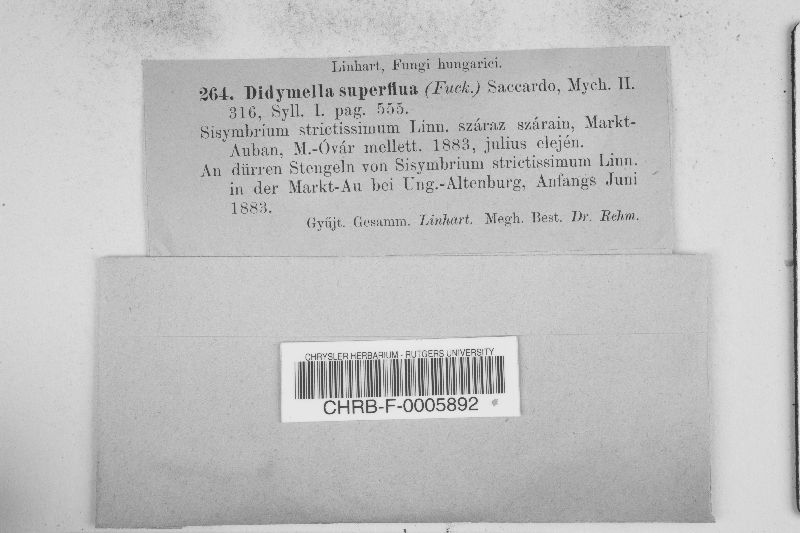 Linhart, Fungi hungarici.
264. Didymella superflua (Fuck.) Saccardo, Mych. II.
316, Syll. I. pag. 555.
Sisymbrium strictissimum Linn. száraz szárain, Markt-
Auban, M.-Óvár mellett. 1883, julius elején.
An dürren Stengeln von Sisymbrium strictissimum Linn.
in der Markt-Au bei Ung.-Altenburg, Anfangs Juni
1883.
Gyűjt. Gesamm. Linhart. Megh. Best. Dr. Rehm.
CHRYSLER HERBARIUM - RUTGERS UNIVERSITY
CHRB-F-0005892